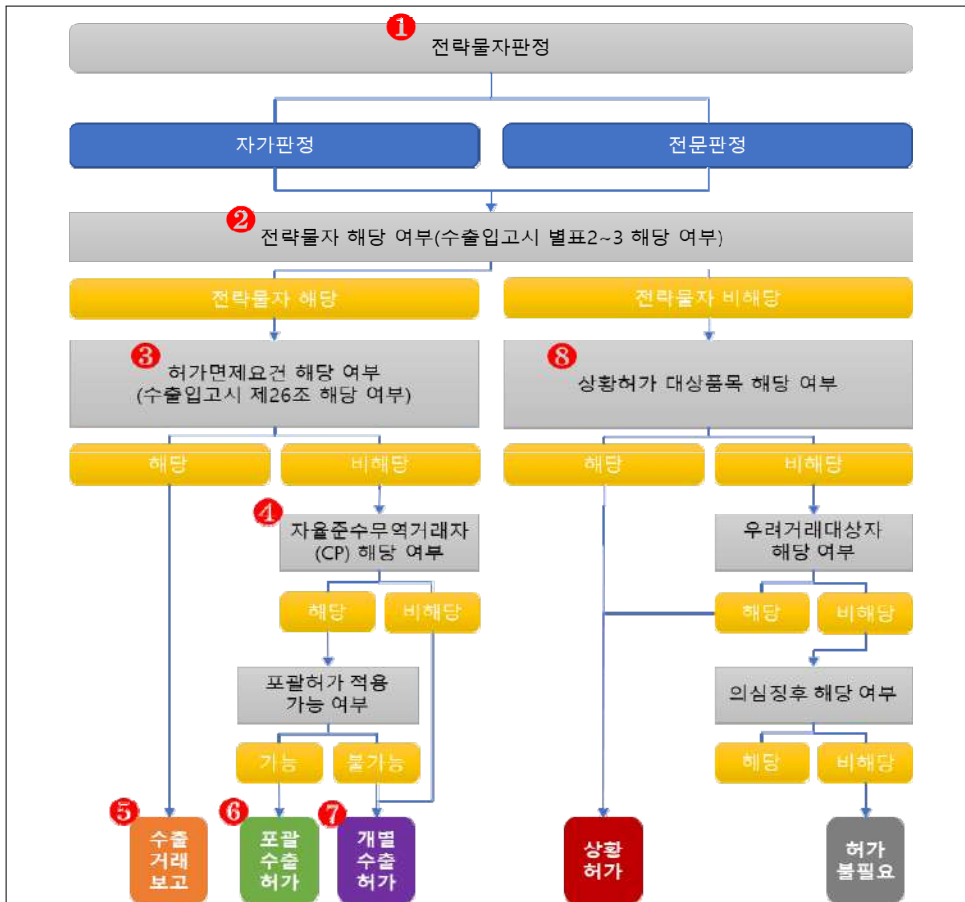 ❶
전략물자판정
자가판정
전문판정
❷
전략물자 해당 여부(수출입고시 별표2~3 해당 여부)
전략물자 해당
전략물자 비해당
❸
허가면제요건 해당 여부
(수출입고시 제26조 해당 여부)
❽
상황허가 대상품목 해당 여부
해당
비해당
해당
비해당
❹
자율준수무역거래자
(CP) 해당 여부
우려거래대상자
해당 여부
해당
비해당
해당
비해당
포괄허가 적용
가능 여부
의심징후 해당 여부
가능
불가능
해당
비해당
❺
수출
거래
보고
❻
포괄
수출
허가
❼
개별
수출
허가
상황
허가
허가
불필요